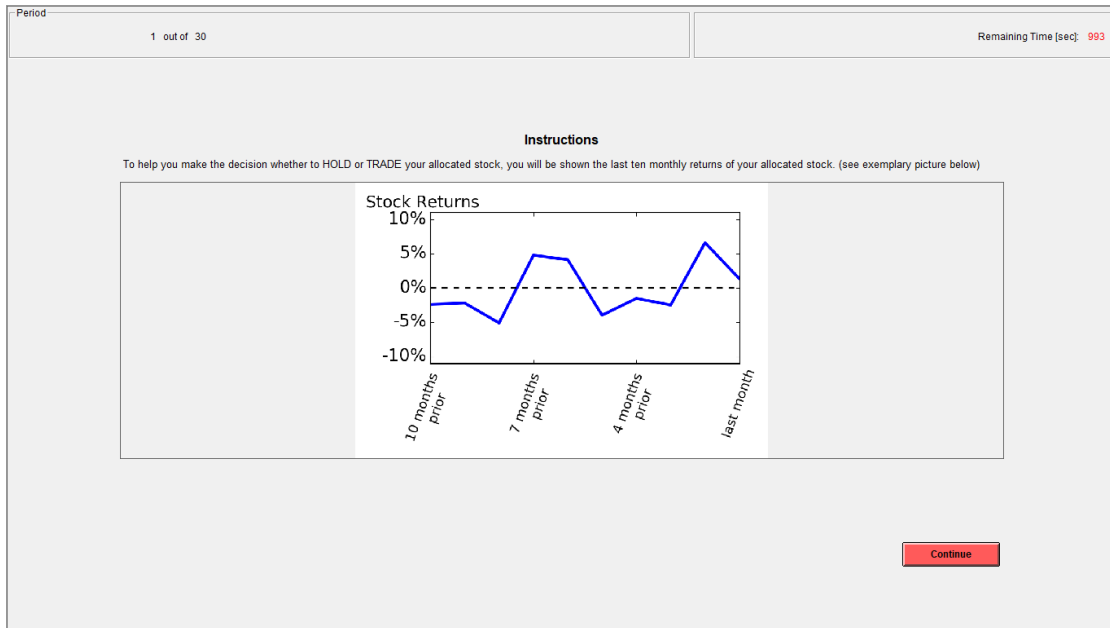 Period
1 out of 30
Remaining Time [sec]: 993
Instructions
To help you make the decision whether to HOLD or TRADE your allocated stock, you will be shown the last ten monthly returns of your allocated stock. (see exemplary picture below)
Stock Returns
10%
5%
0%
-5%
-10%
10 months
prior
7 months
prior
4 months
prior
last month
Continue